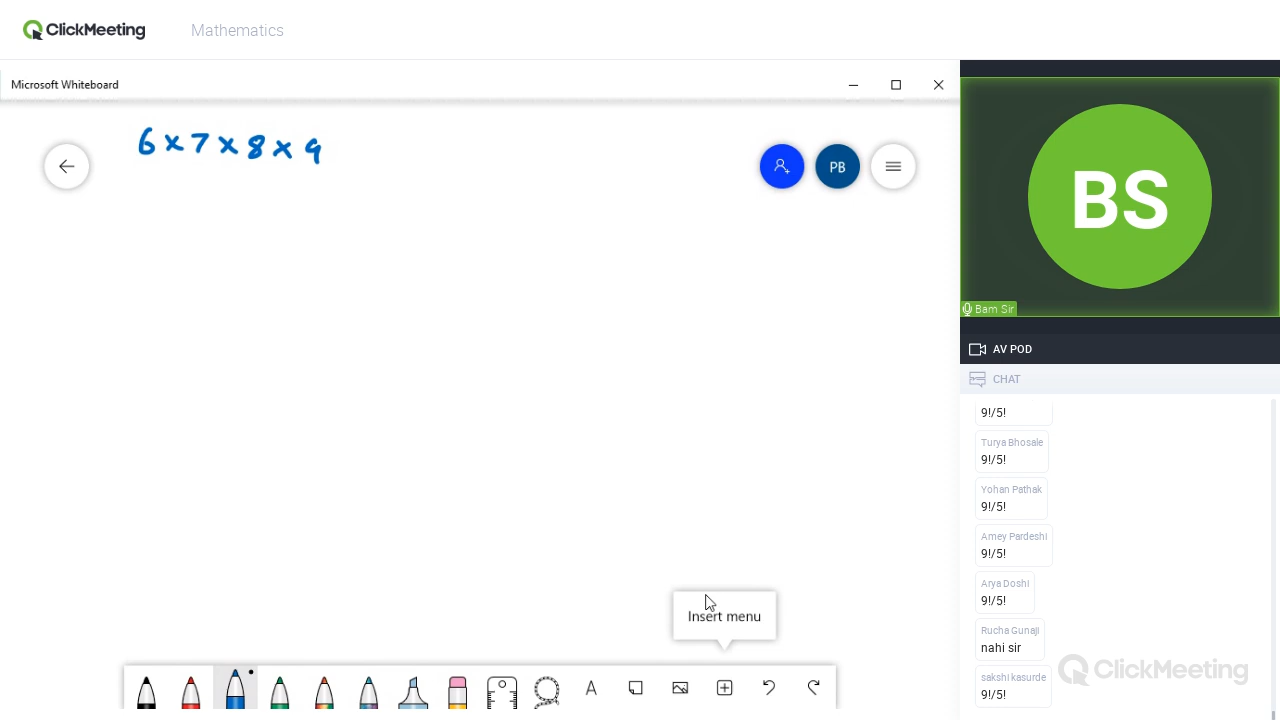 ClickMeeting
Mathematics
Microsoft Whiteboard
6 × 7 × 8 × 9
PB
BS
Bam Sir
AV POD
CHAT
9!/5!
Turya Bhosale
9!/5!
Yohan Pathak
9!/5!
Amey Pardeshi
9!/5!
Arya Doshi
9!/5!
Rucha Gunaji
nahi sir
sakshi kasurde
9!/5!
ClickMeeting
Insert menu
A